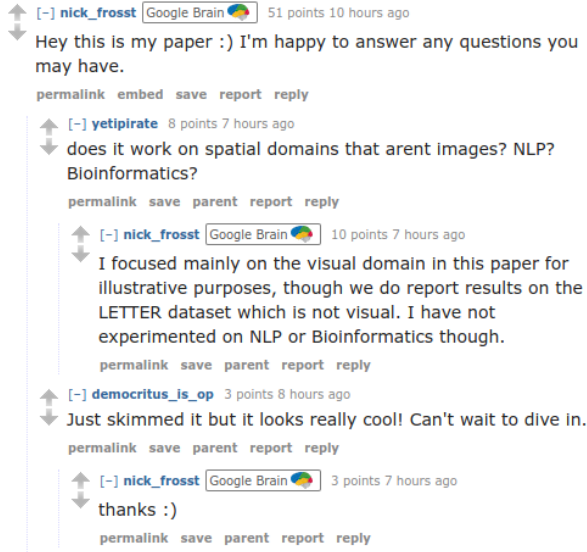 [-] nick_frosst Google Brain 51 points 10 hours ago
Hey this is my paper :) I'm happy to answer any questions you
may have.
permalink embed save report reply
[-] yetipirate 8 points 7 hours ago
does it work on spatial domains that arent images? NLP?
Bioinformatics?
permalink save parent report reply
[-] nick_frosst Google Brain 10 points 7 hours ago
I focused mainly on the visual domain in this paper for
illustrative purposes, though we do report results on the
LETTER dataset which is not visual. I have not
experimented on NLP or Bioinformatics though.
permalink save parent report reply
[-] democritus_is_op 3 points 8 hours ago
Just skimmed it but it looks really cool! Can't wait to dive in.
permalink save parent report reply
[-] nick_frosst Google Brain 3 points 7 hours ago
thanks :)
permalink save parent report reply